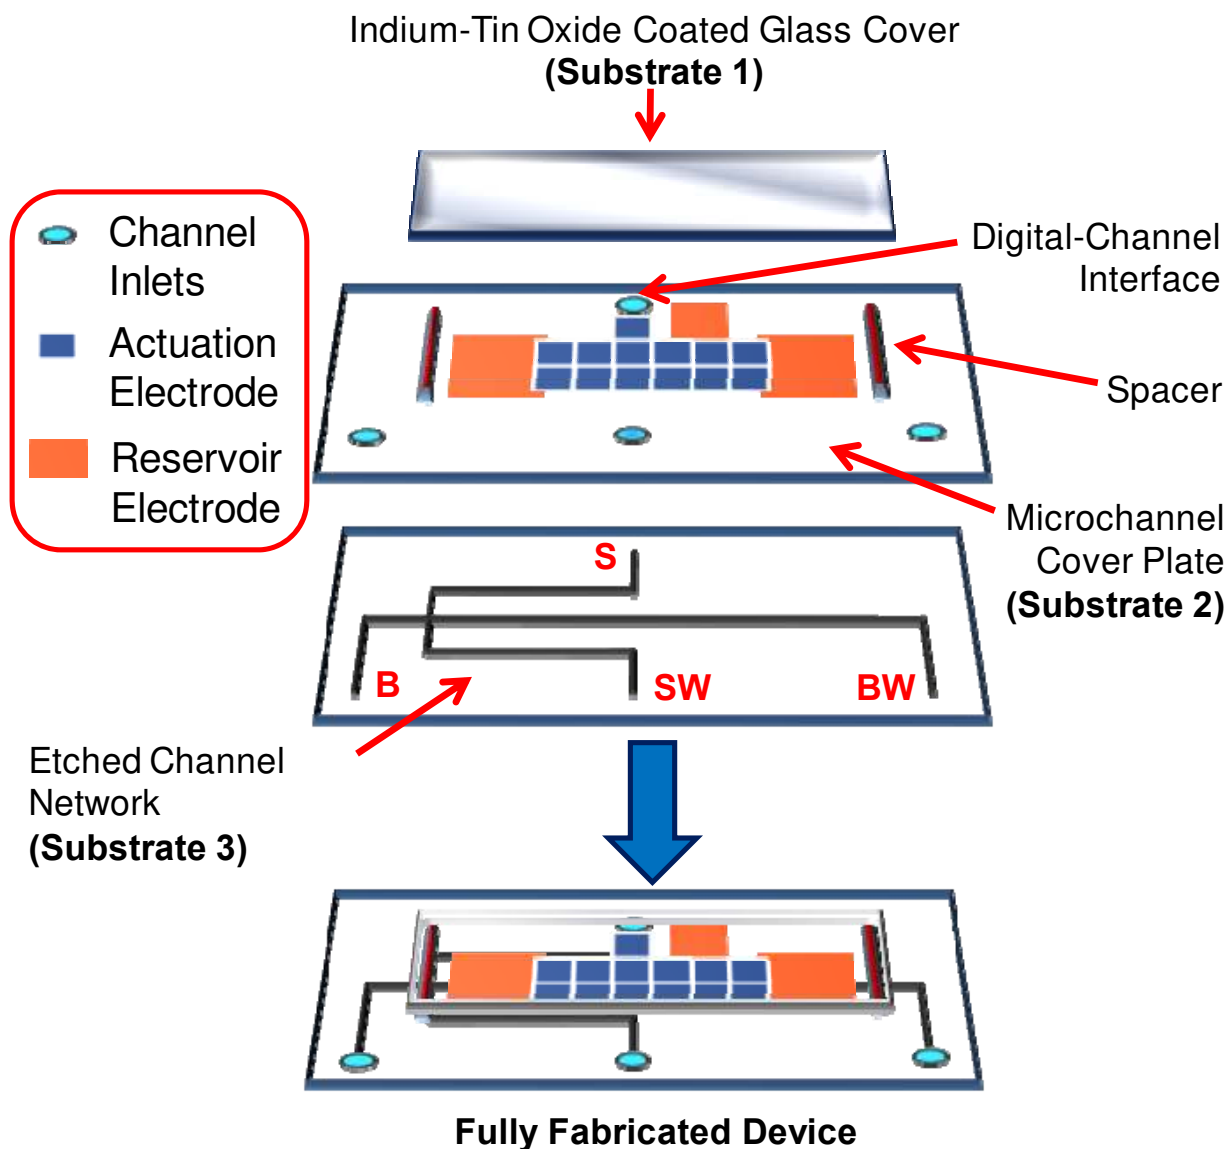 Indium-Tin Oxide Coated Glass Cover
(Substrate 1)
Channel
Inlets
Actuation
Electrode
Reservoir
Electrode
Digital-Channel
Interface
Spacer
Microchannel
Cover Plate
(Substrate 2)
S
B
SW
BW
Etched Channel
Network
(Substrate 3)
Fully Fabricated Device